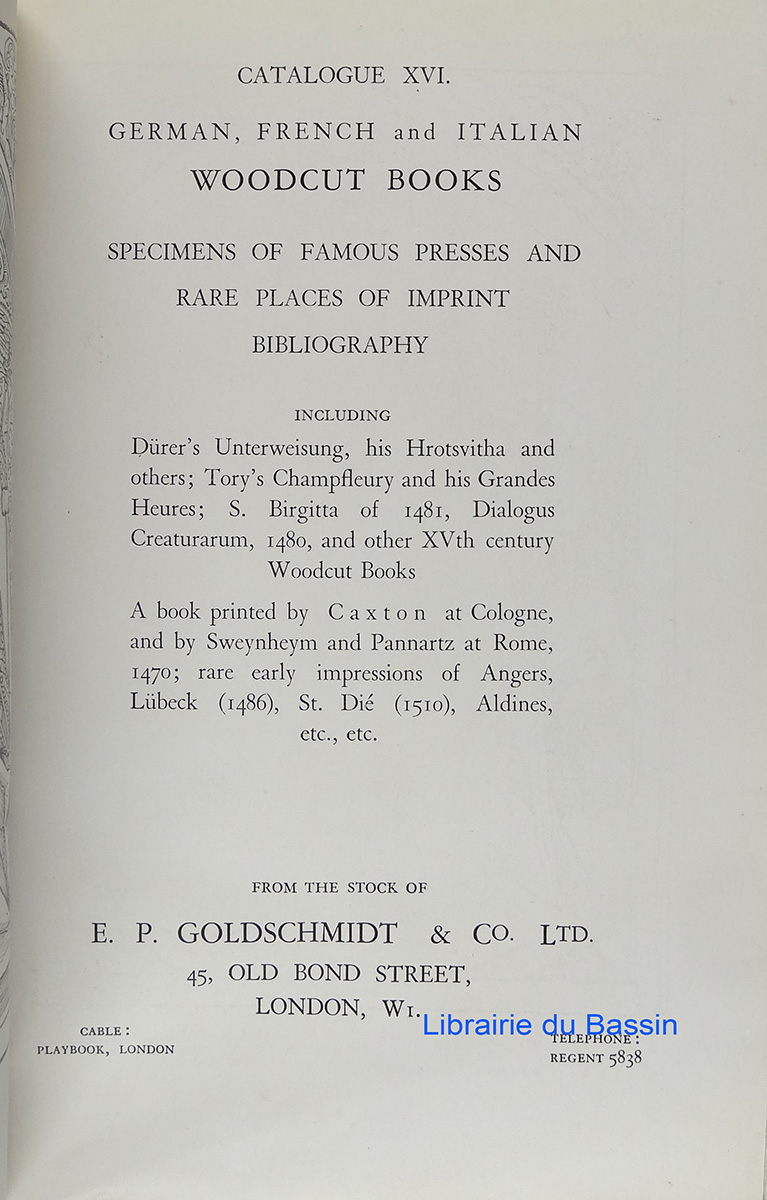 CATALOGUE XVI.
GERMAN, FRENCH and ITALIAN
WOODCUT BOOKS
SPECIMENS OF FAMOUS PRESSES AND
RARE PLACES OF IMPRINT
BIBLIOGRAPHY
INCLUDING
Dürer's Unterweisung, his Hrotsvitha and
others; Tory's Champfleury and his Grandes
Heures; S. Birgitta of 1481, Dialogus
Creaturarum, 1480, and other XVth century
Woodcut Books
A book printed by Caxton at Cologne,
and by Sweynheym and Pannartz at Rome,
1470; rare early impressions of Angers,
Lübeck (1486), St. Dié (1510), Aldines,
etc., etc.
FROM THE STOCK OF
E. P. GOLDSCHMIDT & CO. LTD.
45, OLD BOND STREET,
LONDON, W1.
Librairie du Bassin
CABLE:
PLAYBOOK, LONDON
TELEPHONE:
REGENT 5838